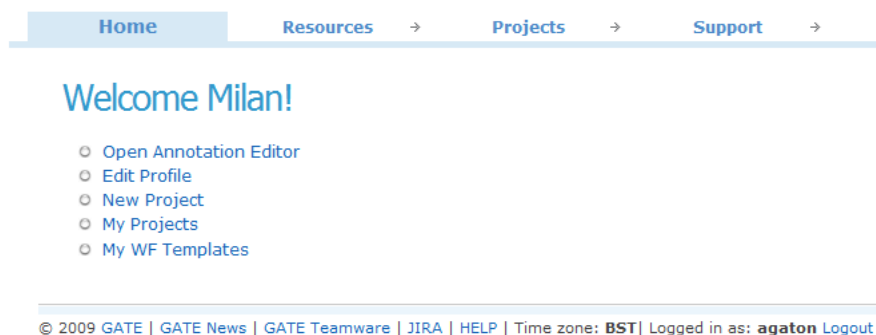 Home Resources Projects Support
Welcome Milan!
Open Annotation Editor
Edit Profile
New Project
My Projects
My WF Templates
© 2009 GATE | GATE News | GATE Teamware | JIRA | HELP | Time zone: BST| Logged in as: agaton Logout